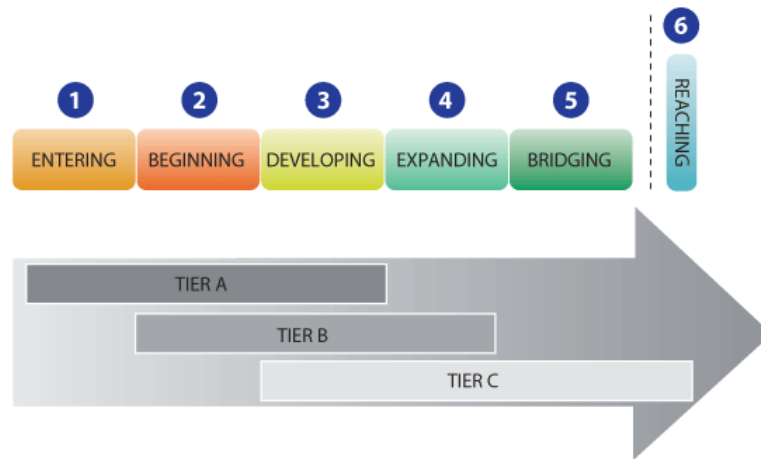 1 2 3 4 5 6
ENTERING BEGINNING DEVELOPING EXPANDING BRIDGING REACHING
TIER A
TIER B
TIER C